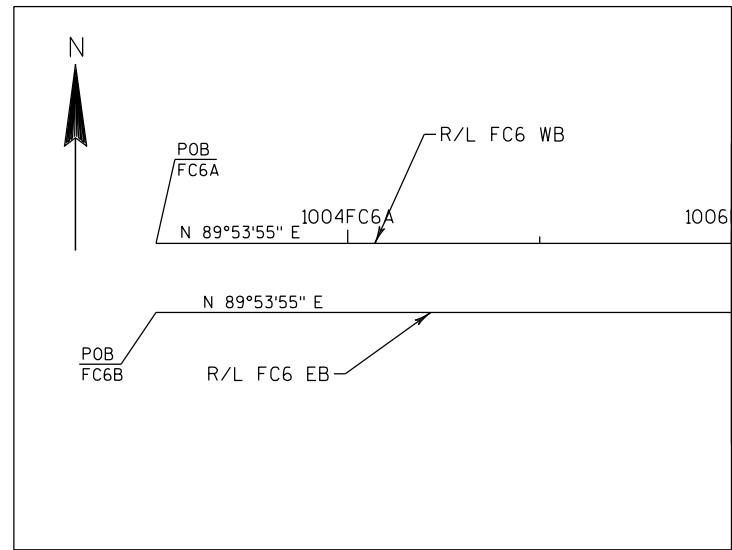 N
R/L FC6 WB
POB
FC6A
1004FC6A
1006
N 89°53'55" E
N 89°53'55" E
POB
FC6B
R/L FC6 EB